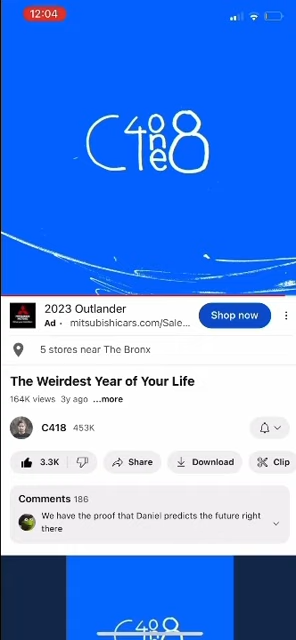 12:04
C4one8
2023 Outlander
Ad · mitsubishicars.com/Sale...
Shop now
5 stores near The Bronx
The Weirdest Year of Your Life
164K views 3y ago ...more
C418 453K
3.3K
Share
Download
Clip
Comments 186
We have the proof that Daniel predicts the future right
there